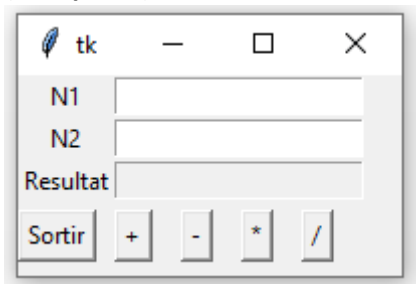 tk
N1
N2
Resultat
Sortir + - * /